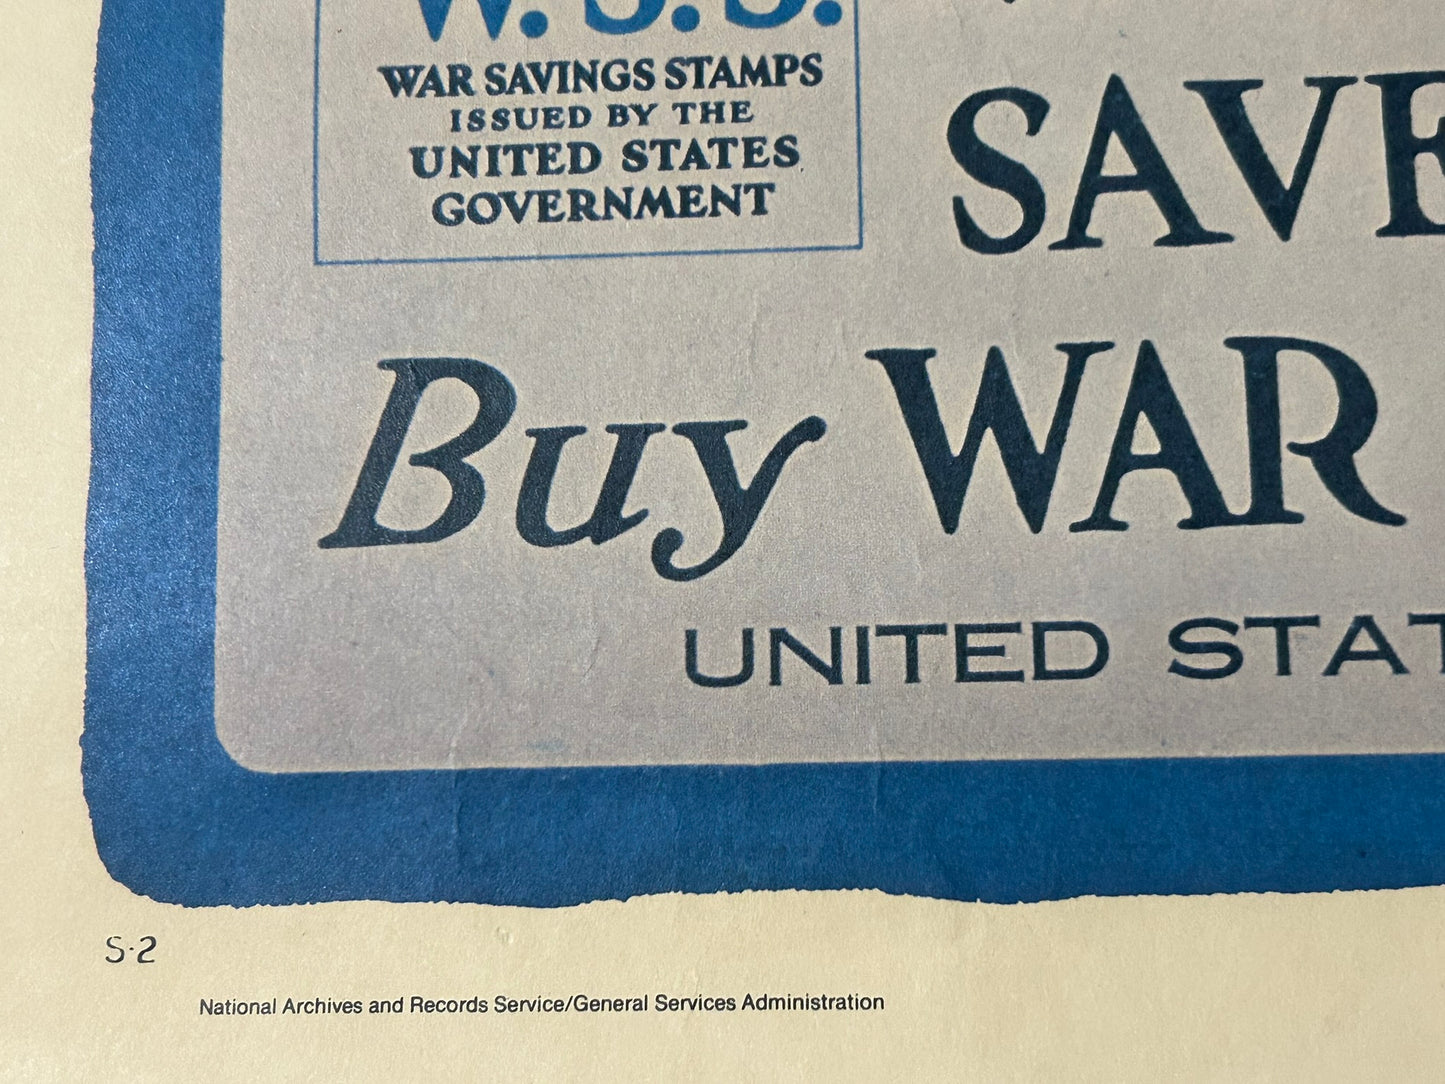 W.S.S.
WAR SAVINGS STAMPS
ISSUED BY THE
UNITED STATES
GOVERNMENT
SAVE
Buy WAR
UNITED STAT
S-2
National Archives and Records Service/General Services Administration